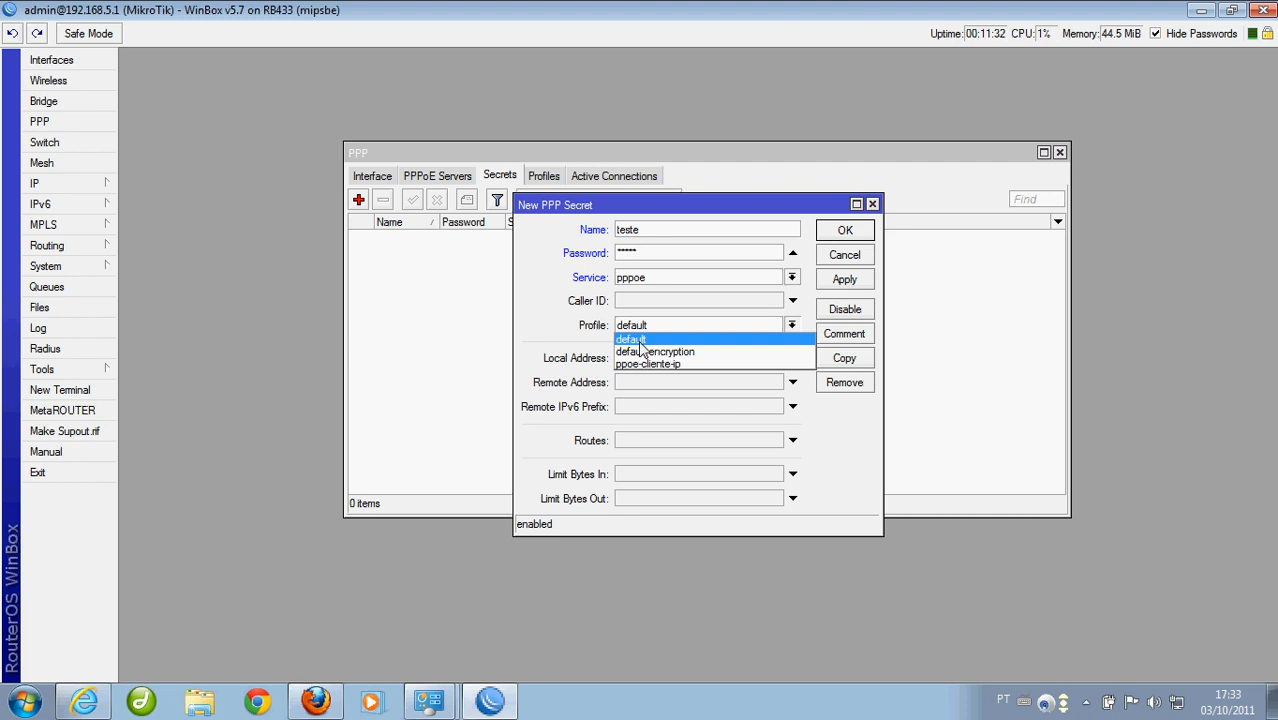 admin@192.168.5.1 (MikroTik) - WinBox v5.7 on RB433 (mipsbe)
Safe Mode
Uptime: 00:11:32 CPU: 1% Memory: 44.5 MiB Hide Passwords
Interfaces
Wireless
Bridge
PPP
Switch
Mesh
IP
IPv6
MPLS
Routing
System
Queues
Files
Log
Radius
Tools
New Terminal
MetaROUTER
Make Supout.rif
Manual
Exit
RouterOS WinBox
PPP
Interface PPPoE Servers Secrets Profiles Active Connections
Find
Name / Password S
0 items
New PPP Secret
Name: teste
Password: *****
Service: pppoe
Caller ID:
Profile: default
default
default-encryption
ppoe-cliente-ip
Local Address:
Remote Address:
Remote IPv6 Prefix:
Routes:
Limit Bytes In:
Limit Bytes Out:
enabled
OK
Cancel
Apply
Disable
Comment
Copy
Remove
PT
17:33
03/10/2011